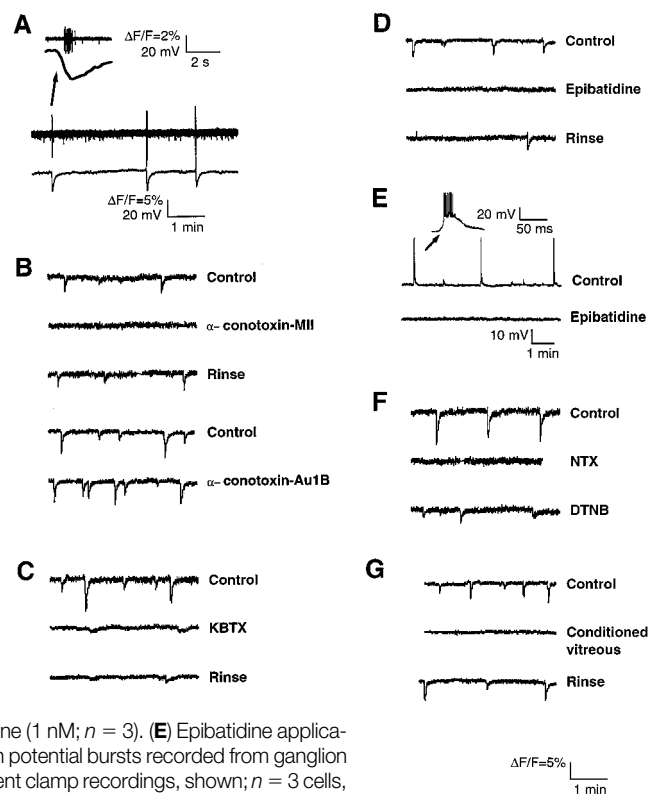 A
ΔF/F=2%
20 mV
2 s
ΔF/F=5%
20 mV
1 min
B
Control
α– conotoxin-MII
Rinse
Control
α– conotoxin-Au1B
C
Control
KBTX
Rinse
ne (1 nM; n = 3). (E) Epibatidine applica-
n potential bursts recorded from ganglion
ent clamp recordings, shown; n = 3 cells,
D
Control
Epibatidine
Rinse
E
20 mV
50 ms
Control
Epibatidine
10 mV
1 min
F
Control
NTX
DTNB
G
Control
Conditioned
vitreous
Rinse
ΔF/F=5%
1 min